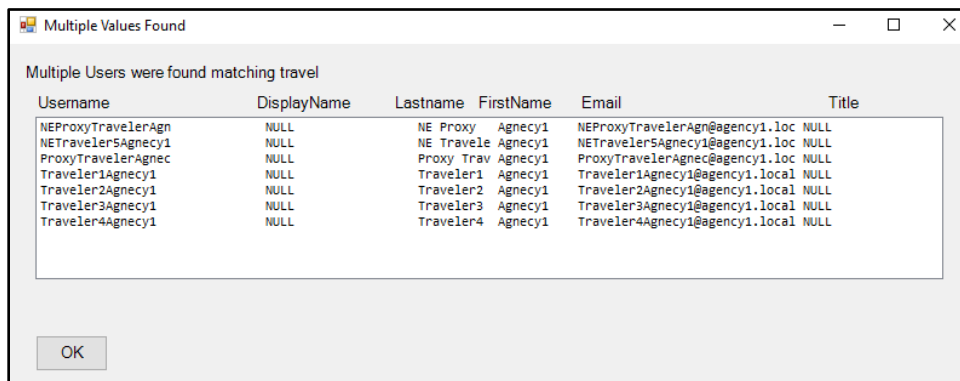 Multiple Values Found
Multiple Users were found matching travel
Username DisplayName Lastname FirstName Email Title
NEProxyTravelerAgn NULL NE Proxy Agnecy1 NEProxyTravelerAgn@agency1.loc NULL
NETraveler5Agnecy1 NULL NE Travele Agnecy1 NETraveler5Agnecy1@agency1.loc NULL
ProxyTravelerAgnec NULL Proxy Trav Agnecy1 ProxyTravelerAgnec@agency1.loc NULL
Traveler1Agnecy1 NULL Traveler1 Agnecy1 Traveler1Agnecy1@agency1.local NULL
Traveler2Agnecy1 NULL Traveler2 Agnecy1 Traveler2Agnecy1@agency1.local NULL
Traveler3Agnecy1 NULL Traveler3 Agnecy1 Traveler3Agnecy1@agency1.local NULL
Traveler4Agnecy1 NULL Traveler4 Agnecy1 Traveler4Agnecy1@agency1.local NULL
OK